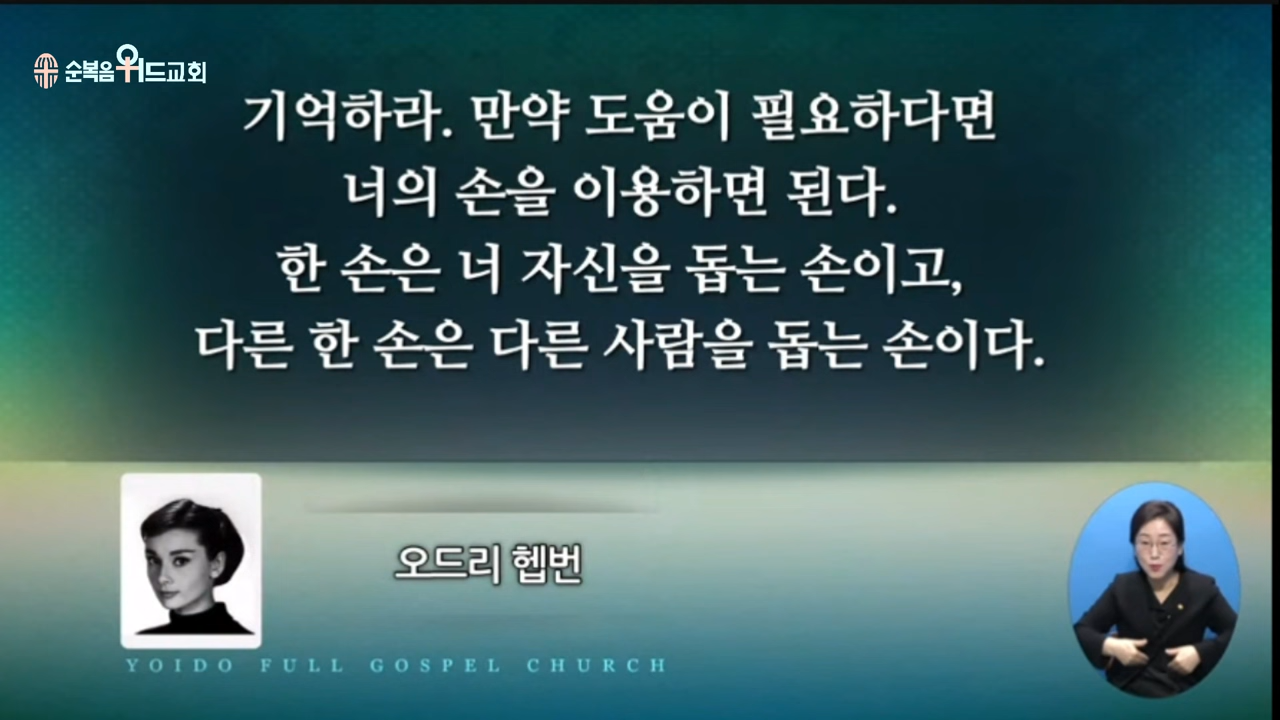 순복음위드교회
기억하라. 만약 도움이 필요하다면
너의 손을 이용하면 된다.
한 손은 너 자신을 돕는 손이고,
다른 한 손은 다른 사람을 돕는 손이다.
오드리 헵번
YOIDO FULL GOSPEL CHURCH